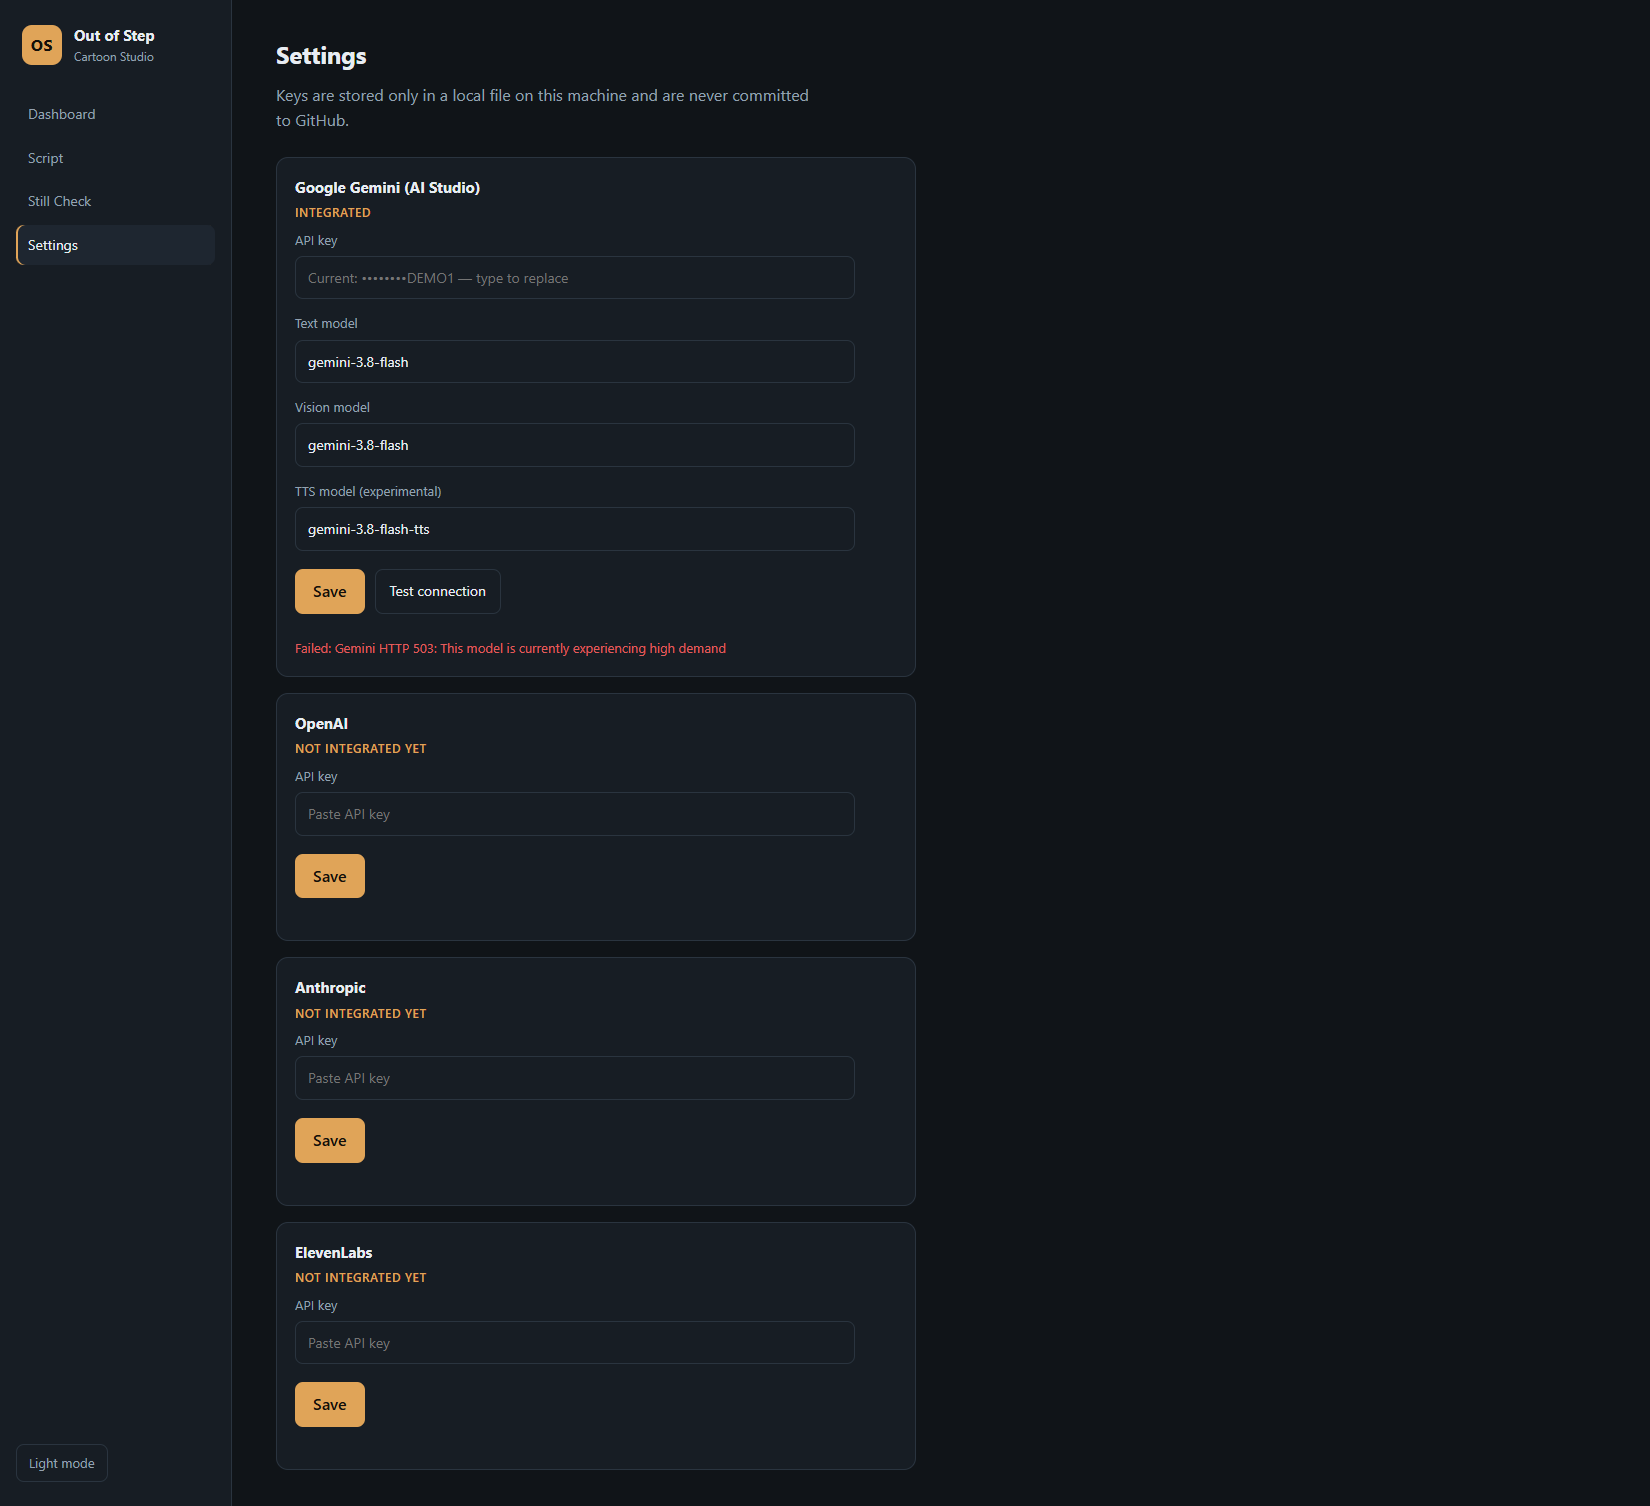 OS
Out of Step
Cartoon Studio
Dashboard
Script
Still Check
Settings
Light mode
Settings
Keys are stored only in a local file on this machine and are never committed
to GitHub.
Google Gemini (AI Studio)
INTEGRATED
API key
Current: ••••••••DEMO1 — type to replace
Text model
gemini-3.8-flash
Vision model
gemini-3.8-flash
TTS model (experimental)
gemini-3.8-flash-tts
Save
Test connection
Failed: Gemini HTTP 503: This model is currently experiencing high demand
OpenAI
NOT INTEGRATED YET
API key
Paste API key
Save
Anthropic
NOT INTEGRATED YET
API key
Paste API key
Save
ElevenLabs
NOT INTEGRATED YET
API key
Paste API key
Save